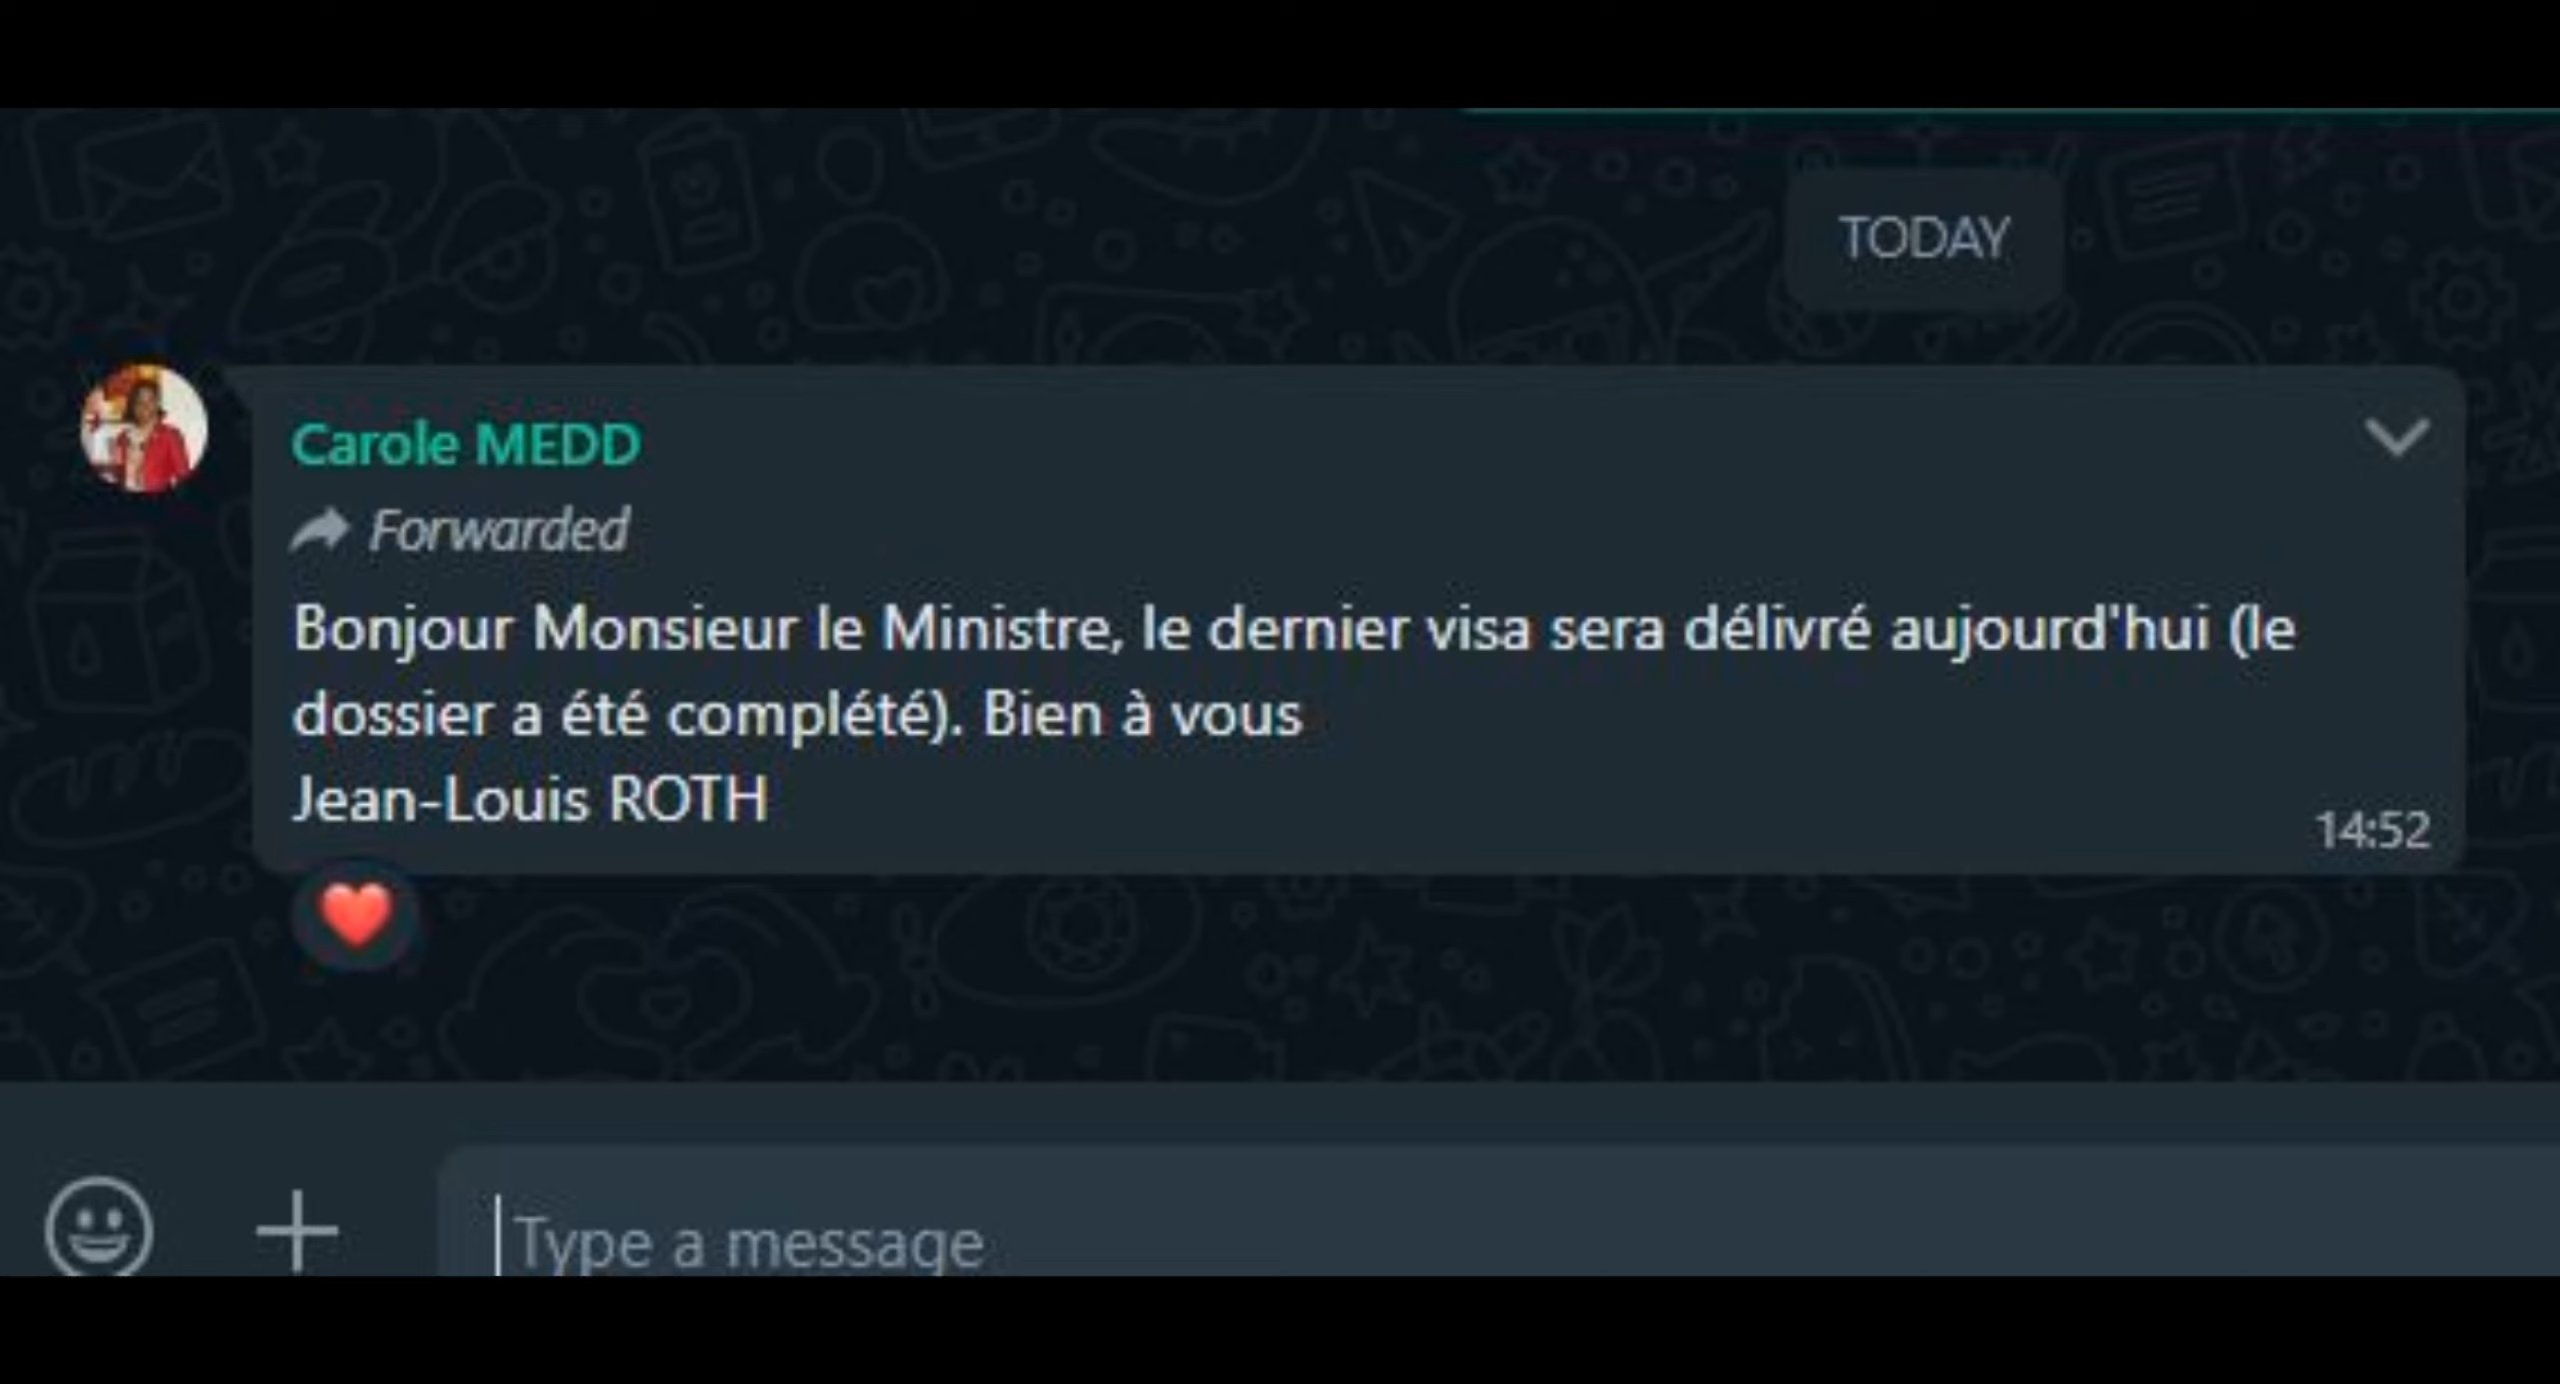 TODAY
Carole MEDD
Forwarded
Bonjour Monsieur le Ministre, le dernier visa sera délivré aujourd'hui (le
dossier a été complété). Bien à vous
Jean-Louis ROTH
14:52
Type a message